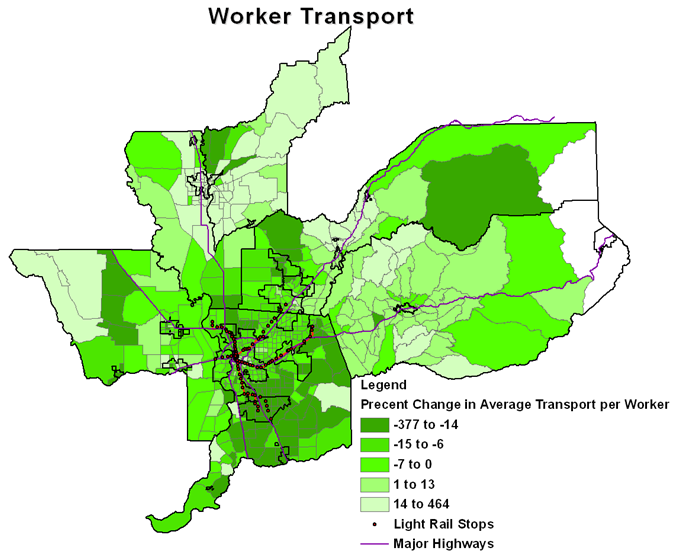 Worker Transport
Legend
Precent Change in Average Transport per Worker
-377 to -14
-15 to -6
-7 to 0
1 to 13
14 to 464
Light Rail Stops
Major Highways